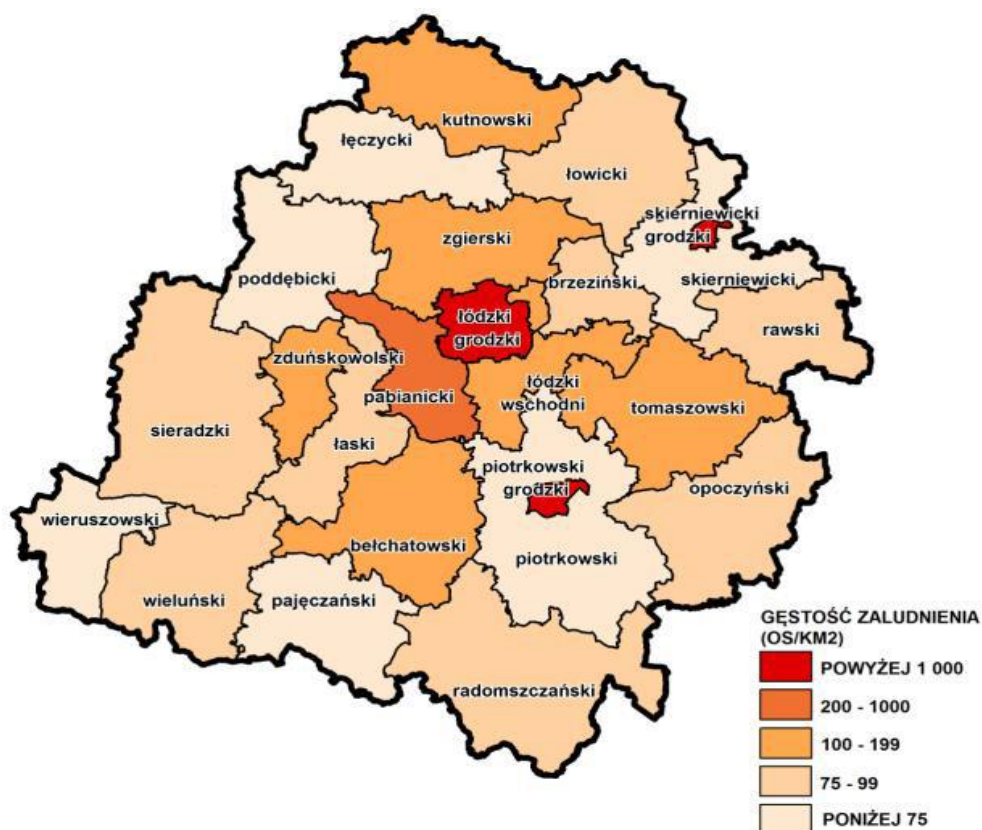 kutnowski
łęczycki
łowicki
skierniewicki
grodzki
zgierski
poddębicki
brzeziński
skierniewicki
łódzki
grodzki
rawski
zduńskowolski
łódzki
wschodni
pabianicki
tomaszowski
sieradzki
łaski
piotrkowski
grodzki
opoczyński
wieruszowski
bełchatowski
piotrkowski
wieluński
pajęczański
radomszczański
GĘSTOŚĆ ZALUDNIENIA
(OS/KM2)
POWYŻEJ 1 000
200 - 1000
100 - 199
75 - 99
PONIŻEJ 75